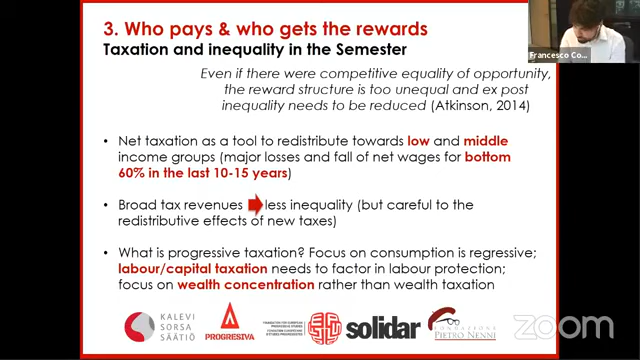 3. Who pays & who gets the rewards
Taxation and inequality in the Semester
Francesco Co...
Even if there were competitive equality of opportunity,
the reward structure is too unequal and ex post
inequality needs to be reduced (Atkinson, 2014)
• Net taxation as a tool to redistribute towards low and middle
income groups (major losses and fall of net wages for bottom
60% in the last 10-15 years)
• Broad tax revenues less inequality (but careful to the
redistributive effects of new taxes)
• What is progressive taxation? Focus on consumption is regressive;
labour/capital taxation needs to factor in labour protection;
focus on wealth concentration rather than wealth taxation
KALEVI
SORSA
SÄÄTIÖ
PROGRESIVA
FOUNDATION FOR EUROPEAN
PROGRESSIVE STUDIES
FONDATION EUROPÉENNE
D'ÉTUDES PROGRESSISTES
solidar
FONDAZIONE
PIETRO NENNI
zoom